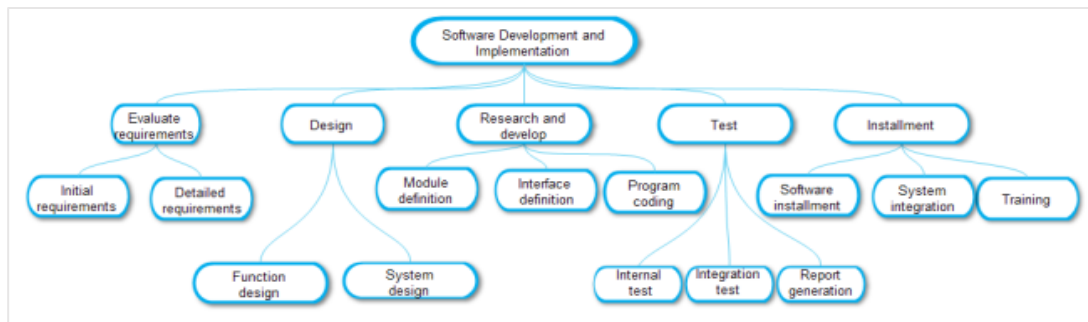 Software Development and
Implementation
Evaluate
requirements
Design
Research and
develop
Test
Installment
Initial
requirements
Detailed
requirements
Module
definition
Interface
definition
Program
coding
Software
installment
System
integration
Training
Function
design
System
design
Internal
test
Integration
test
Report
generation